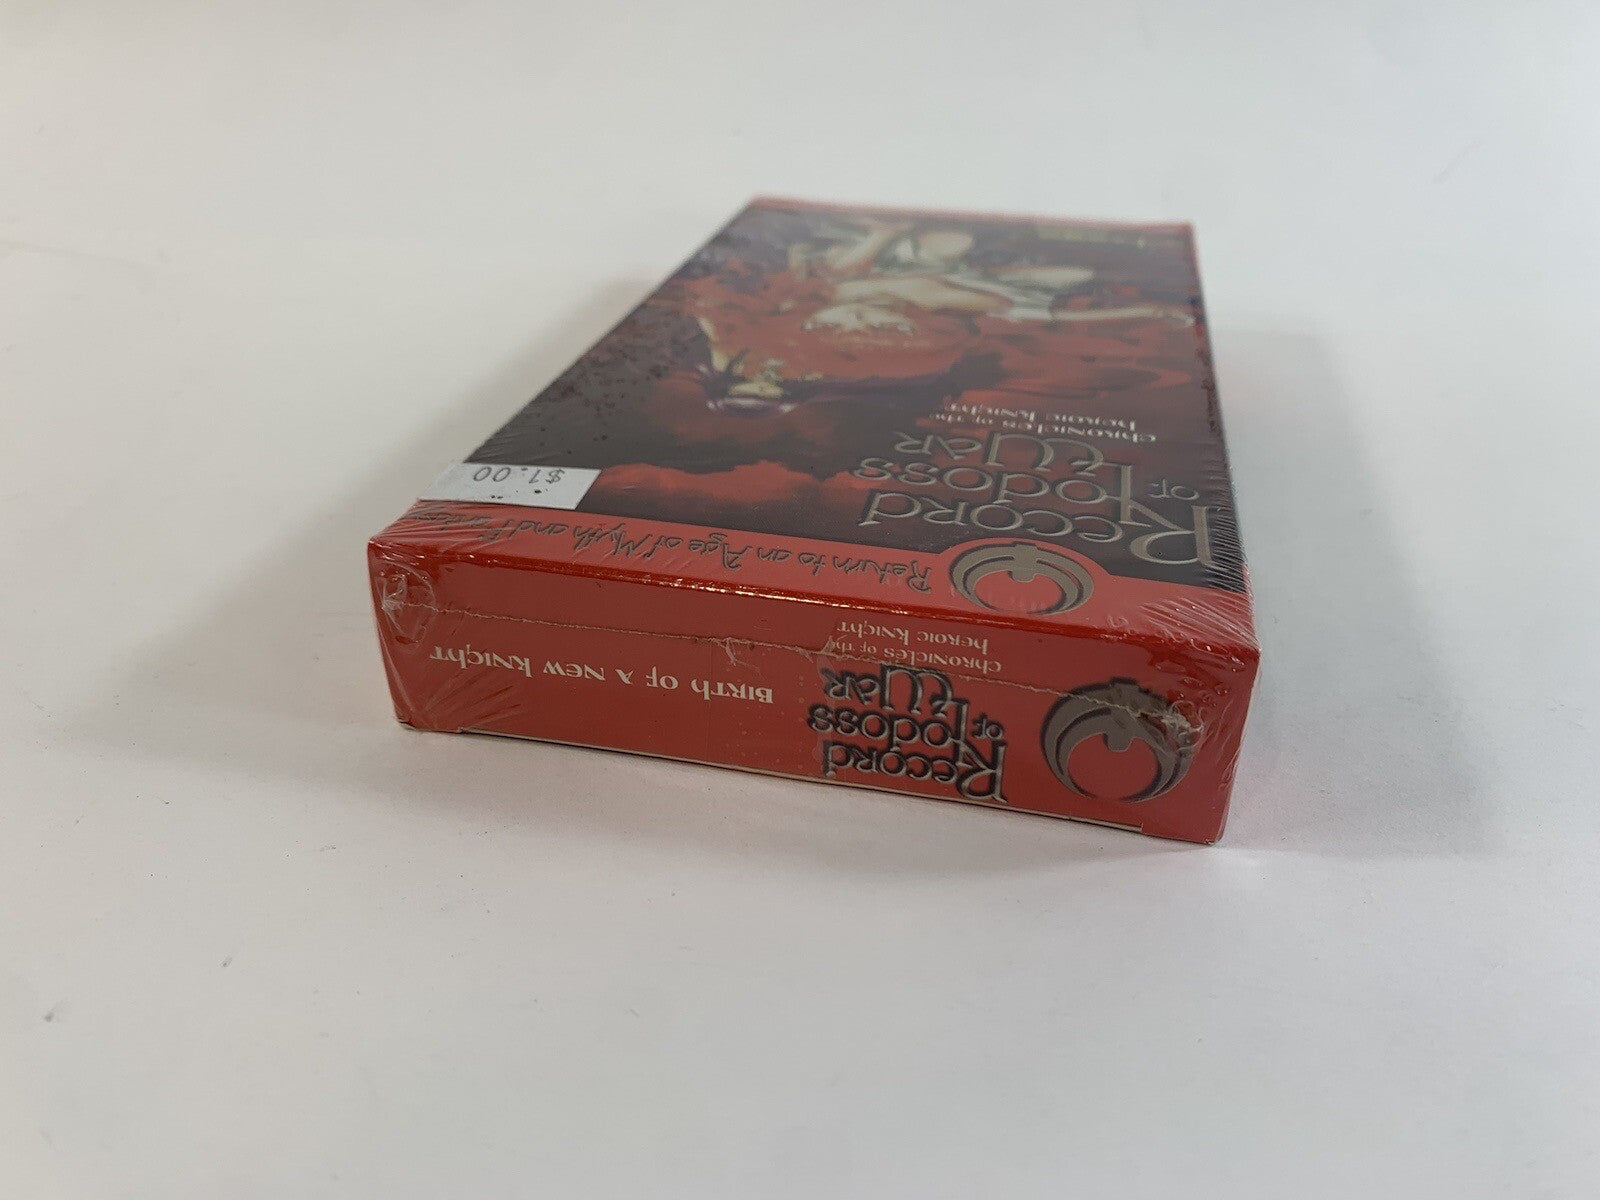 Record
of Lodoss
War
chronicles of the
heroic knight
$1.00
Return to an Age of Myth and Fantasy
Record
of Lodoss
War
chronicles of the
heroic knight
Birth of a new knight